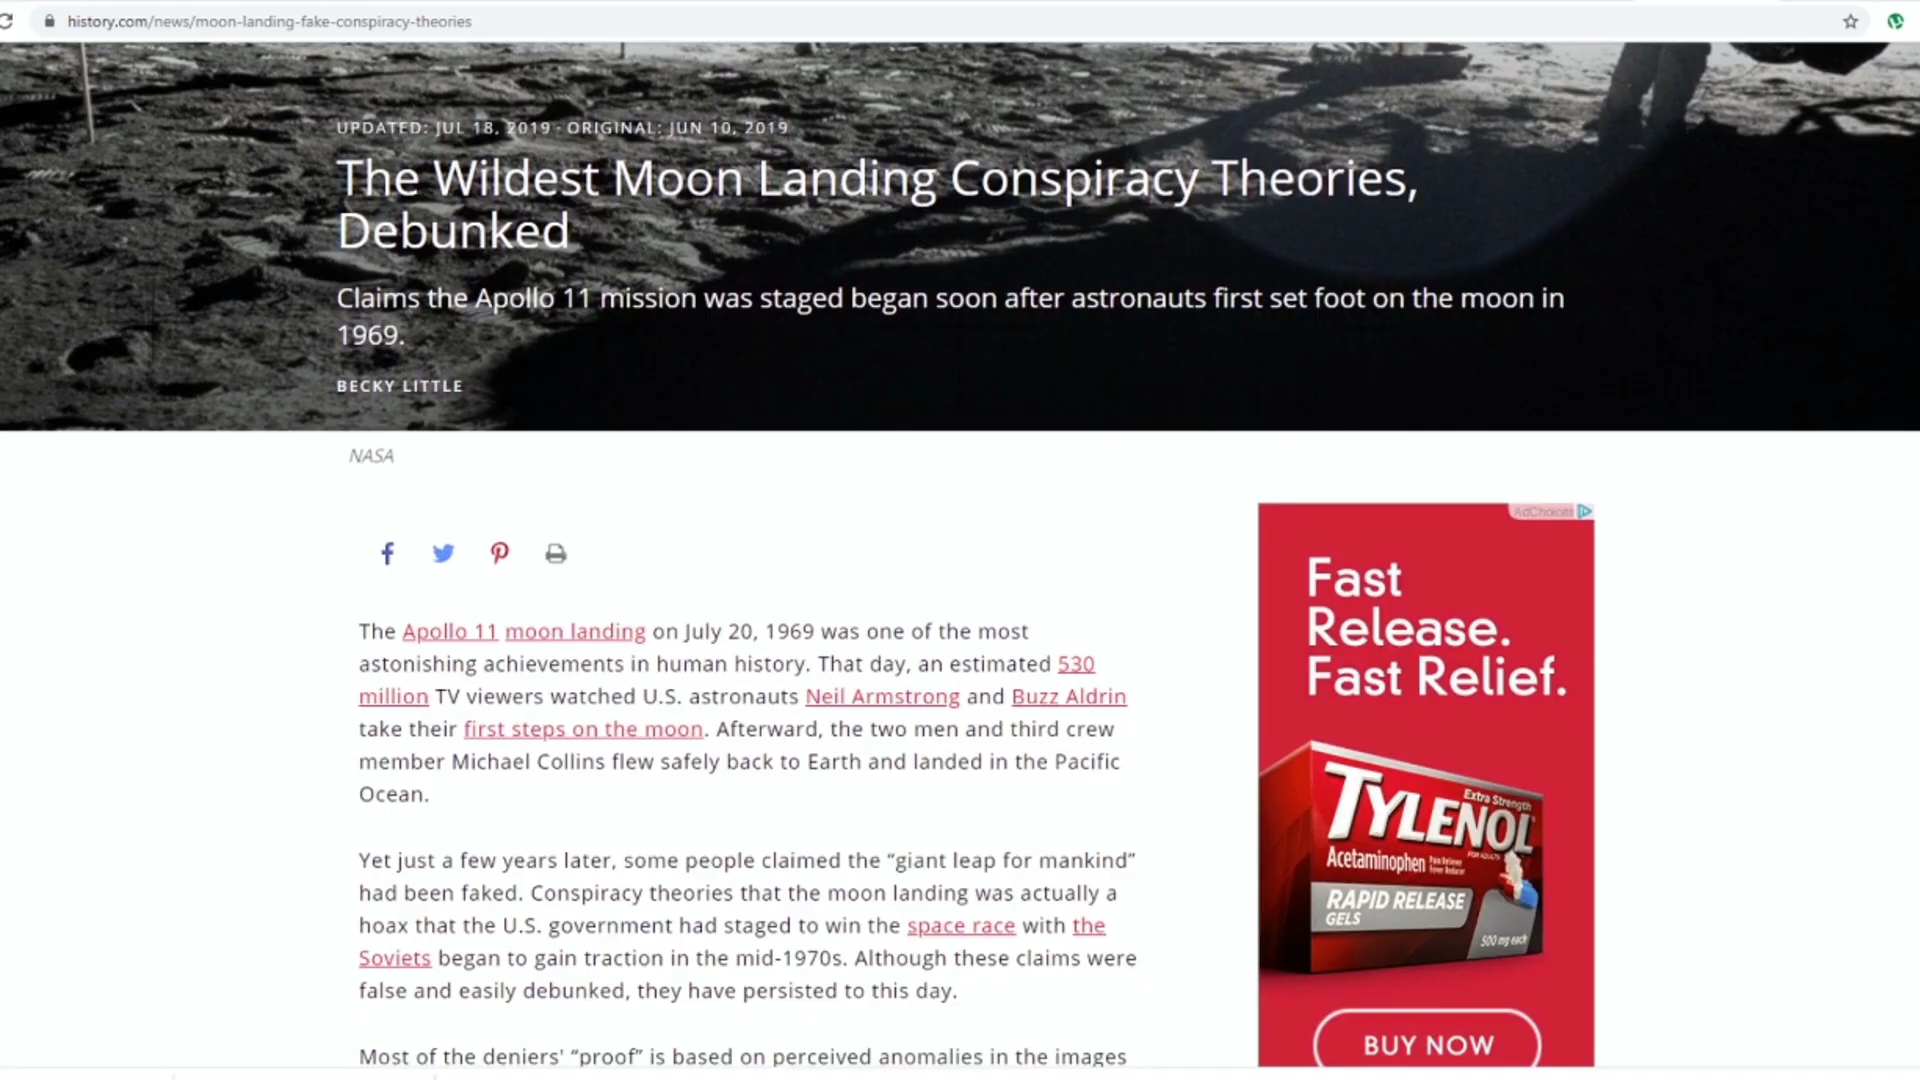 history.com/news/moon-landing-fake-conspiracy-theories
UPDATED: JUL 18, 2019 · ORIGINAL: JUN 10, 2019
The Wildest Moon Landing Conspiracy Theories,
Debunked
Claims the Apollo 11 mission was staged began soon after astronauts first set foot on the moon in
1969.
BECKY LITTLE
NASA
The Apollo 11 moon landing on July 20, 1969 was one of the most
astonishing achievements in human history. That day, an estimated 530
million TV viewers watched U.S. astronauts Neil Armstrong and Buzz Aldrin
take their first steps on the moon. Afterward, the two men and third crew
member Michael Collins flew safely back to Earth and landed in the Pacific
Ocean.
Yet just a few years later, some people claimed the “giant leap for mankind”
had been faked. Conspiracy theories that the moon landing was actually a
hoax that the U.S. government had staged to win the space race with the
Soviets began to gain traction in the mid-1970s. Although these claims were
false and easily debunked, they have persisted to this day.
Most of the deniers' “proof” is based on perceived anomalies in the images
AdChoices
Fast
Release.
Fast Relief.
Extra Strength
TYLENOL
FOR ADULTS
Acetaminophen
Pain Reliever
Fever Reducer
RAPID RELEASE
GELS
500 mg each
BUY NOW